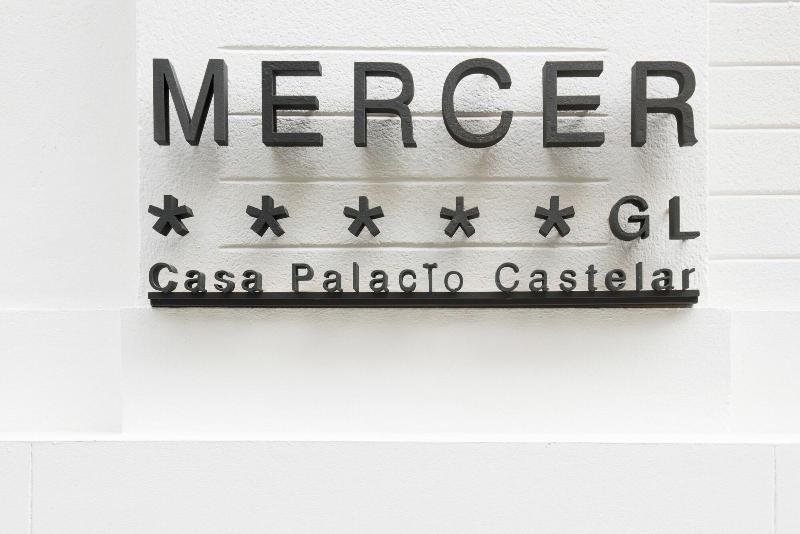 MERCER
* * * * * GL
Casa Palacio Castelar